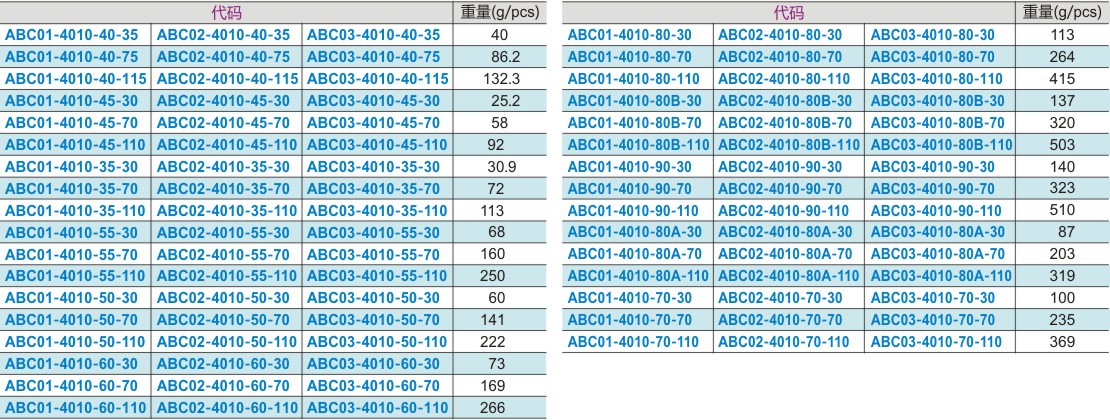 代码 重量(g/pcs)
ABC01-4010-40-35 ABC02-4010-40-35 ABC03-4010-40-35 40
ABC01-4010-40-75 ABC02-4010-40-75 ABC03-4010-40-75 86.2
ABC01-4010-40-115 ABC02-4010-40-115 ABC03-4010-40-115 132.3
ABC01-4010-45-30 ABC02-4010-45-30 ABC03-4010-45-30 25.2
ABC01-4010-45-70 ABC02-4010-45-70 ABC03-4010-45-70 58
ABC01-4010-45-110 ABC02-4010-45-110 ABC03-4010-45-110 92
ABC01-4010-35-30 ABC02-4010-35-30 ABC03-4010-35-30 30.9
ABC01-4010-35-70 ABC02-4010-35-70 ABC03-4010-35-70 72
ABC01-4010-35-110 ABC02-4010-35-110 ABC03-4010-35-110 113
ABC01-4010-55-30 ABC02-4010-55-30 ABC03-4010-55-30 68
ABC01-4010-55-70 ABC02-4010-55-70 ABC03-4010-55-70 160
ABC01-4010-55-110 ABC02-4010-55-110 ABC03-4010-55-110 250
ABC01-4010-50-30 ABC02-4010-50-30 ABC03-4010-50-30 60
ABC01-4010-50-70 ABC02-4010-50-70 ABC03-4010-50-70 141
ABC01-4010-50-110 ABC02-4010-50-110 ABC03-4010-50-110 222
ABC01-4010-60-30 ABC02-4010-60-30 ABC03-4010-60-30 73
ABC01-4010-60-70 ABC02-4010-60-70 ABC03-4010-60-70 169
ABC01-4010-60-110 ABC02-4010-60-110 ABC03-4010-60-110 266
代码 重量(g/pcs)
ABC01-4010-80-30 ABC02-4010-80-30 ABC03-4010-80-30 113
ABC01-4010-80-70 ABC02-4010-80-70 ABC03-4010-80-70 264
ABC01-4010-80-110 ABC02-4010-80-110 ABC03-4010-80-110 415
ABC01-4010-80B-30 ABC02-4010-80B-30 ABC03-4010-80B-30 137
ABC01-4010-80B-70 ABC02-4010-80B-70 ABC03-4010-80B-70 320
ABC01-4010-80B-110 ABC02-4010-80B-110 ABC03-4010-80B-110 503
ABC01-4010-90-30 ABC02-4010-90-30 ABC03-4010-90-30 140
ABC01-4010-90-70 ABC02-4010-90-70 ABC03-4010-90-70 323
ABC01-4010-90-110 ABC02-4010-90-110 ABC03-4010-90-110 510
ABC01-4010-80A-30 ABC02-4010-80A-30 ABC03-4010-80A-30 87
ABC01-4010-80A-70 ABC02-4010-80A-70 ABC03-4010-80A-70 203
ABC01-4010-80A-110 ABC02-4010-80A-110 ABC03-4010-80A-110 319
ABC01-4010-70-30 ABC02-4010-70-30 ABC03-4010-70-30 100
ABC01-4010-70-70 ABC02-4010-70-70 ABC03-4010-70-70 235
ABC01-4010-70-110 ABC02-4010-70-110 ABC03-4010-70-110 369